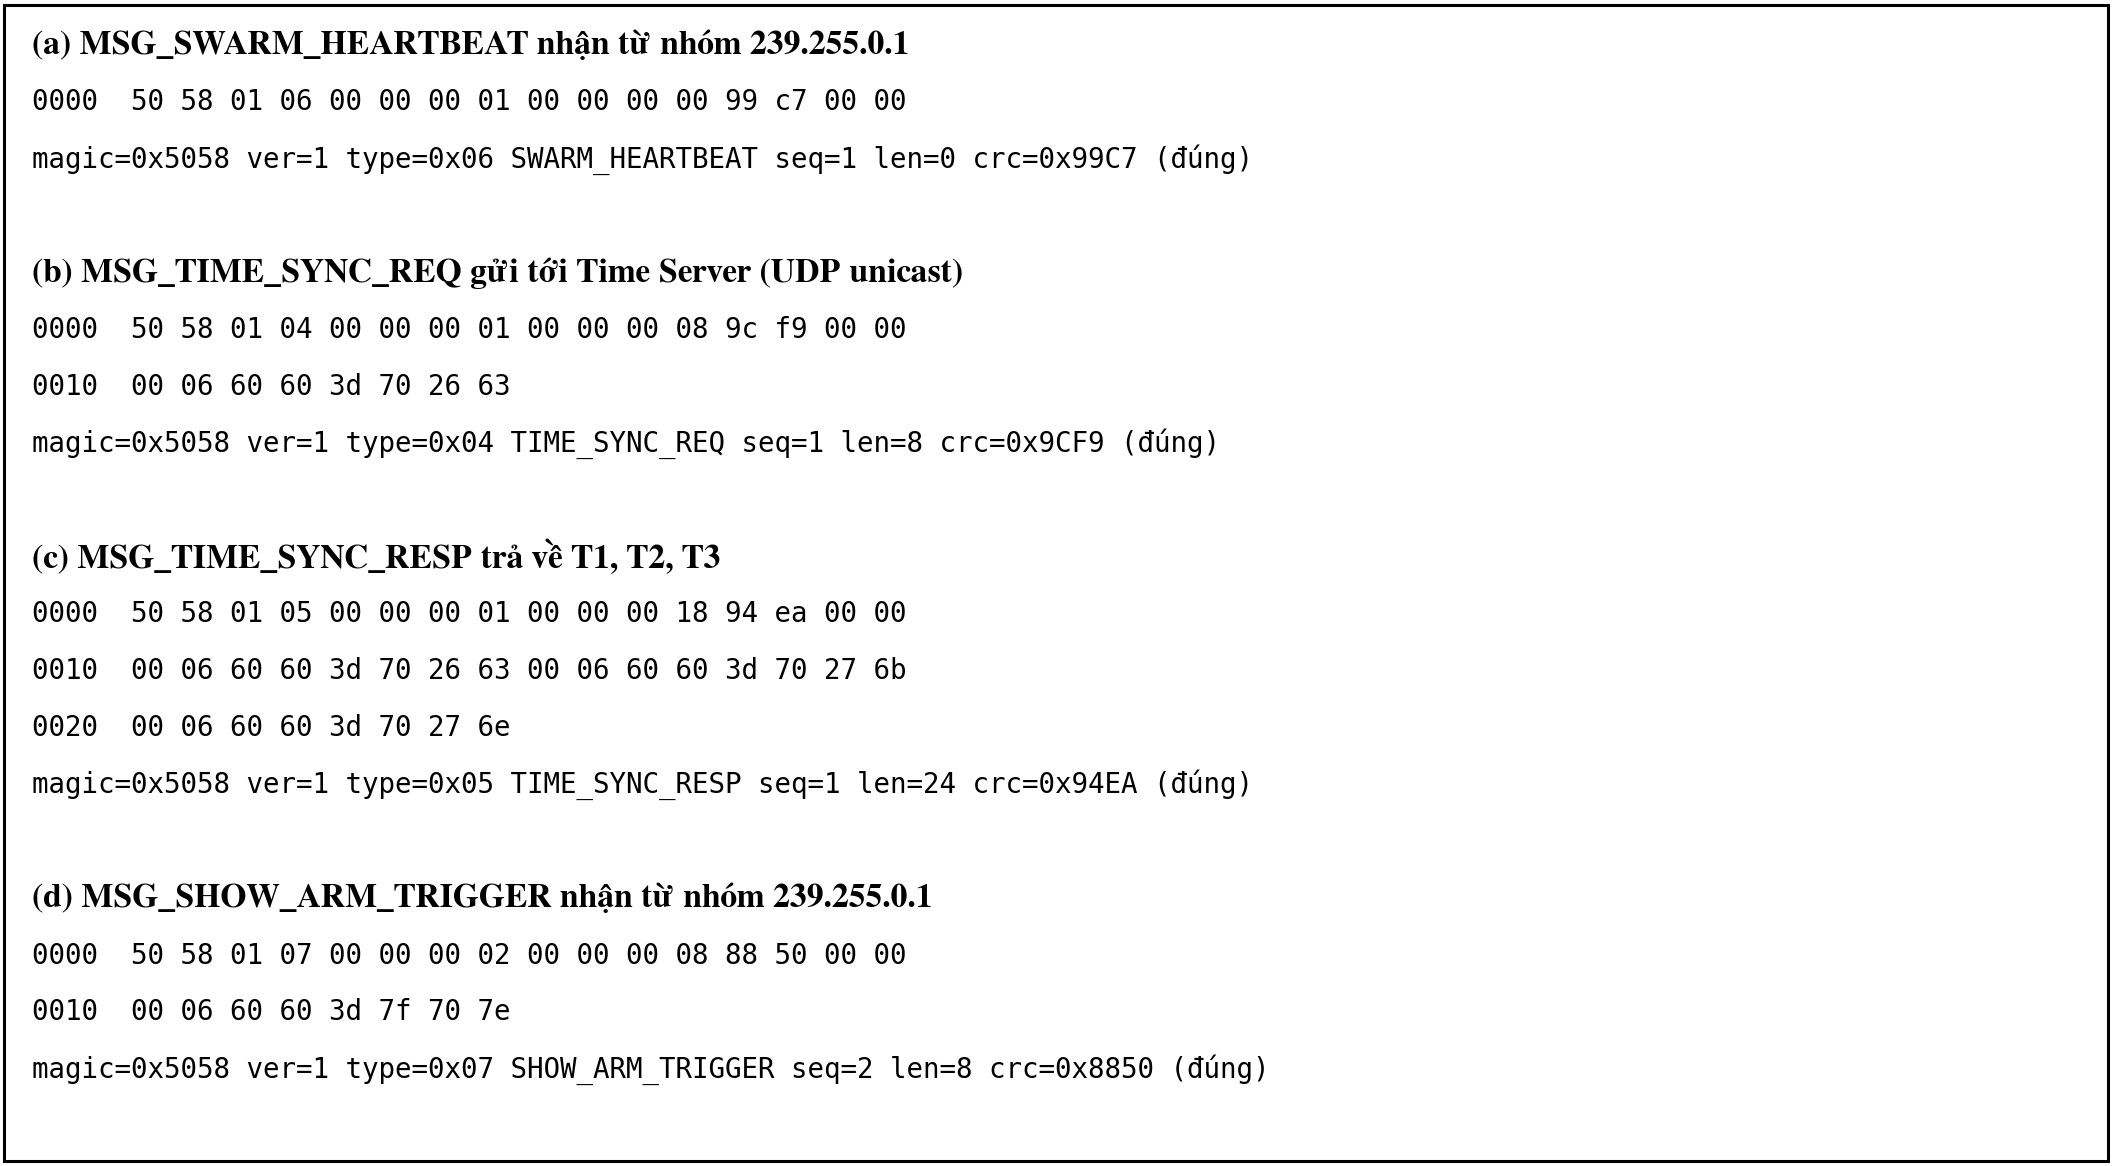 (a) MSG_SWARM_HEARTBEAT nhận từ nhóm 239.255.0.1
0000  50 58 01 06 00 00 00 01 00 00 00 00 99 c7 00 00
magic=0x5058 ver=1 type=0x06 SWARM_HEARTBEAT seq=1 len=0 crc=0x99C7 (đúng)
(b) MSG_TIME_SYNC_REQ gửi tới Time Server (UDP unicast)
0000  50 58 01 04 00 00 00 01 00 00 00 08 9c f9 00 00
0010  00 06 60 60 3d 70 26 63
magic=0x5058 ver=1 type=0x04 TIME_SYNC_REQ seq=1 len=8 crc=0x9CF9 (đúng)
(c) MSG_TIME_SYNC_RESP trả về T1, T2, T3
0000  50 58 01 05 00 00 00 01 00 00 00 18 94 ea 00 00
0010  00 06 60 60 3d 70 26 63 00 06 60 60 3d 70 27 6b
0020  00 06 60 60 3d 70 27 6e
magic=0x5058 ver=1 type=0x05 TIME_SYNC_RESP seq=1 len=24 crc=0x94EA (đúng)
(d) MSG_SHOW_ARM_TRIGGER nhận từ nhóm 239.255.0.1
0000  50 58 01 07 00 00 00 02 00 00 00 08 88 50 00 00
0010  00 06 60 60 3d 7f 70 7e
magic=0x5058 ver=1 type=0x07 SHOW_ARM_TRIGGER seq=2 len=8 crc=0x8850 (đúng)